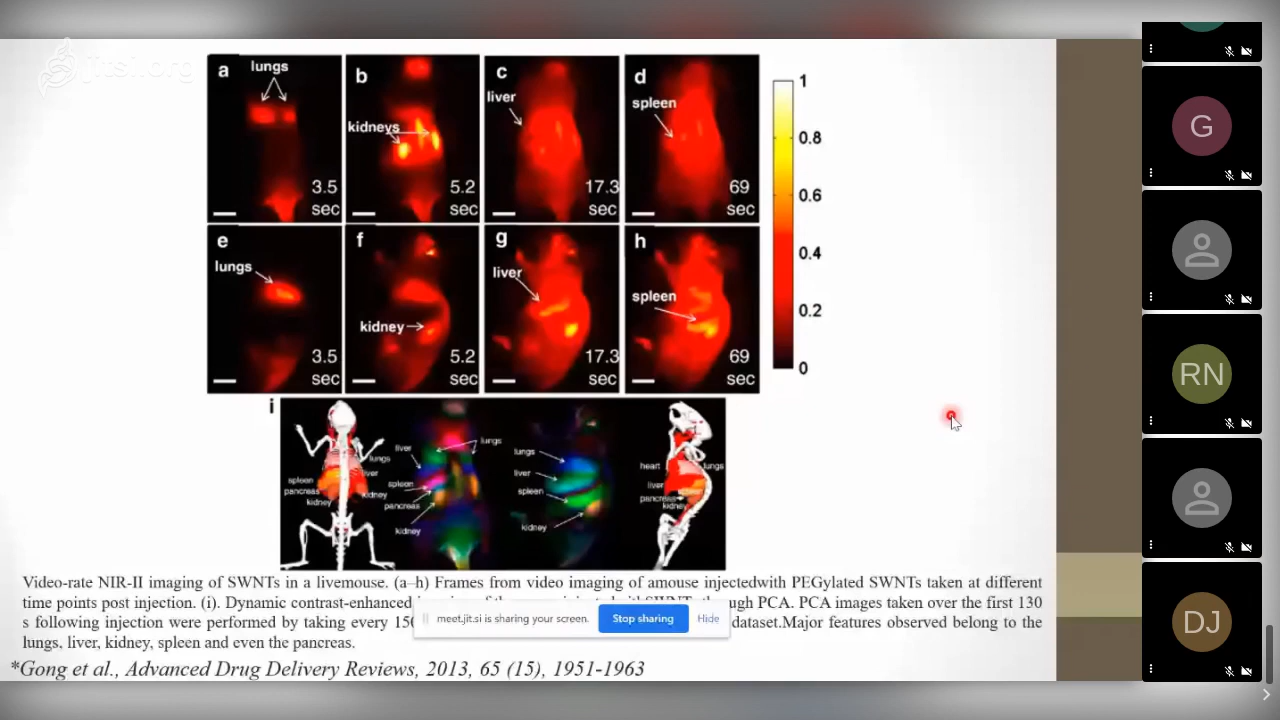 jitsi.org
a
lungs
3.5
sec
b
kidneys
5.2
sec
c
liver
17.3
sec
d
spleen
69
sec
1
0.8
0.6
0.4
0.2
0
e
lungs
3.5
sec
f
kidney
5.2
sec
g
liver
17.3
sec
h
spleen
69
sec
i
lungs
liver
spleen
pancreas
kidney
kidney
liver
lungs
spleen
pancreas
kidney
lungs
liver
spleen
kidney
heart
lungs
liver
pancreas
kidney
Video-rate NIR-II imaging of SWNTs in a livemouse. (a–h) Frames from video imaging of amouse injectedwith PEGylated SWNTs taken at different
time points post injection. (i). Dynamic contrast-enhanced through PCA. PCA images taken over the first 130
s following injection were performed by taking every 150 dataset.Major features observed belong to the
lungs, liver, kidney, spleen and even the pancreas.
meet.jit.si is sharing your screen.
Stop sharing
Hide
*Gong et al., Advanced Drug Delivery Reviews, 2013, 65 (15), 1951-1963
G
RN
DJ